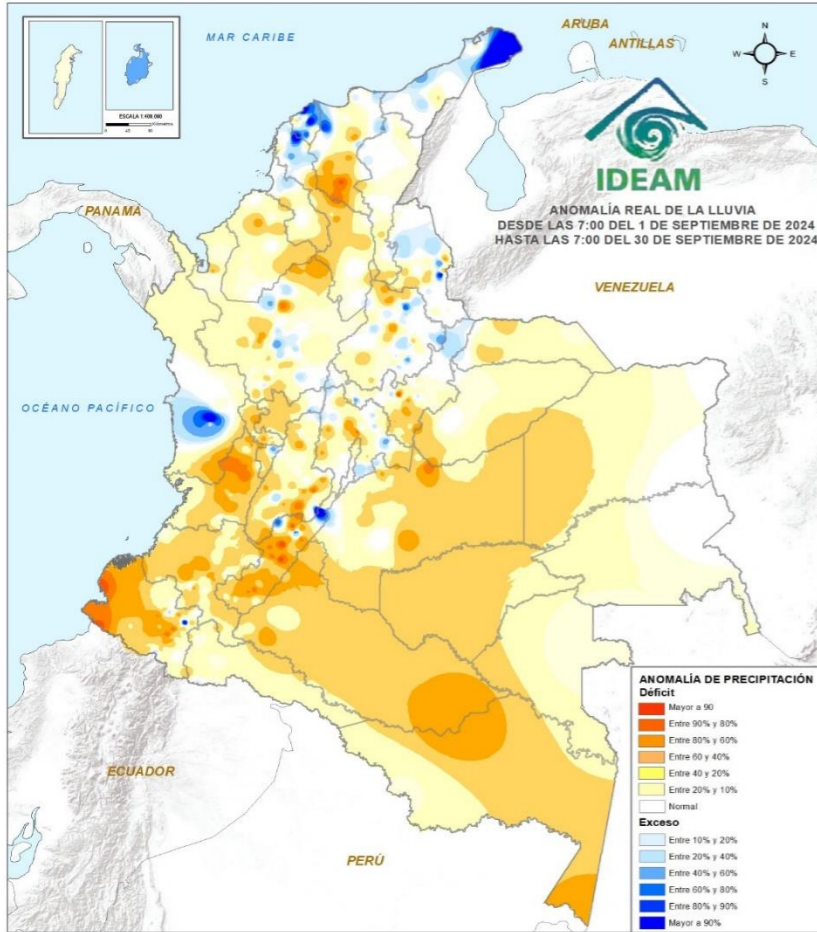 MAR CARIBE
ARUBA
ANTILLAS
N
W
E
S
ESCALA 1:400.000
IDEAM
ANOMALÍA REAL DE LA LLUVIA
DESDE LAS 7:00 DEL 1 DE SEPTIEMBRE DE 2024
HASTA LAS 7:00 DEL 30 DE SEPTIEMBRE DE 2024
PANAMÁ
VENEZUELA
OCÉANO PACÍFICO
ECUADOR
PERÚ
ANOMALÍA DE PRECIPITACIÓN
Déficit
Mayor a 90
Entre 90% y 80%
Entre 80% y 60%
Entre 60 y 40%
Entre 40 y 20%
Entre 20% y 10%
Normal
Exceso
Entre 10% y 20%
Entre 20% y 40%
Entre 40% y 60%
Entre 60% y 80%
Entre 80% y 90%
Mayor a 90%